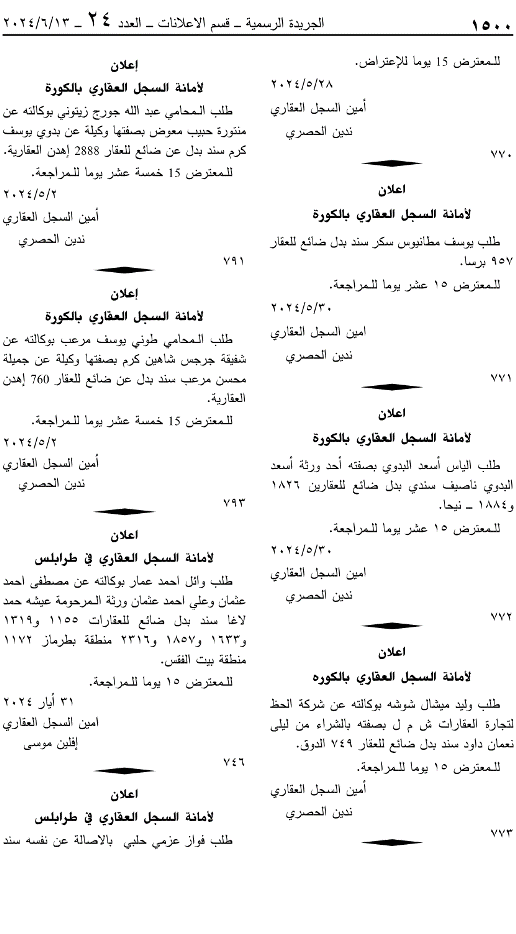 ١٥٠٠
الجريدة الرسمية ــ قسم الاعلانات ــ العدد ٢٤ ــ ٢٠٢٤/٦/١٣
للمعترض 15 يوما للإعتراض.
٢٠٢٤/٥/٢٨
أمين السجل العقاري
ندين الحصري
٧٧٠
اعلان
لأمانة السجل العقاري بالكورة
طلب يوسف مطانيوس سكر سند بدل ضائع للعقار
٩٥٧ برسا.
للمعترض ١٥ عشر يوما للمراجعة.
٢٠٢٤/٥/٣٠
امين السجل العقاري
ندين الحصري
٧٧١
اعلان
لأمانة السجل العقاري بالكورة
طلب الياس أسعد البدوي بصفته أحد ورثة أسعد
البدوي ناصيف سندي بدل ضائع للعقارين ١٨٢٦
و١٨٨٤ ــ نيحا.
للمعترض ١٥ عشر يوما للمراجعة.
٢٠٢٤/٥/٣٠
امين السجل العقاري
ندين الحصري
٧٧٢
اعلان
لأمانة السجل العقاري بالكوره
طلب وليد ميشال شوشه بوكالته عن شركة الحظ
لتجارة العقارات ش م ل بصفته بالشراء من ليلى
نعمان داود سند بدل ضائع للعقار ٧٤٩ الدوق.
للمعترض ١٥ يوما للمراجعة.
أمين السجل العقاري
ندين الحصري
٧٧٣
إعلان
لأمانة السجل العقاري بالكورة
طلب المحامي عبد الله جورج زيتوني بوكالته عن
منتورة حبيب معوض بصفتها وكيلة عن بدوي يوسف
كرم سند بدل عن ضائع للعقار 2888 إهدن العقارية.
للمعترض 15 خمسة عشر يوما للمراجعة.
٢٠٢٤/٥/٢
أمين السجل العقاري
ندين الحصري
٧٩١
إعلان
لأمانة السجل العقاري بالكورة
طلب المحامي طوني يوسف مرعب بوكالته عن
شفيقة جرجس شاهين كرم بصفتها وكيلة عن جميلة
محسن مرعب سند بدل عن ضائع للعقار 760 إهدن
العقارية.
للمعترض 15 خمسة عشر يوما للمراجعة.
٢٠٢٤/٥/٢
أمين السجل العقاري
ندين الحصري
٧٩٣
اعلان
لأمانة السجل العقاري في طرابلس
طلب وائل احمد عمار بوكالته عن مصطفى احمد
عثمان وعلي احمد عثمان ورثة المرحومة عيشه حمد
لاغا سند بدل ضائع للعقارات ١١٥٥ و١٣١٩
و١٦٣٣ و١٨٥٧ و٢٣١٦ منطقة بطرماز ١١٧٢
منطقة بيت الفقس.
للمعترض ١٥ يوما للمراجعة.
٣١ أيار ٢٠٢٤
امين السجل العقاري
إقلين موسى
٧٤٦
اعلان
لأمانة السجل العقاري في طرابلس
طلب فواز عزمي حلبي بالاصالة عن نفسه سند